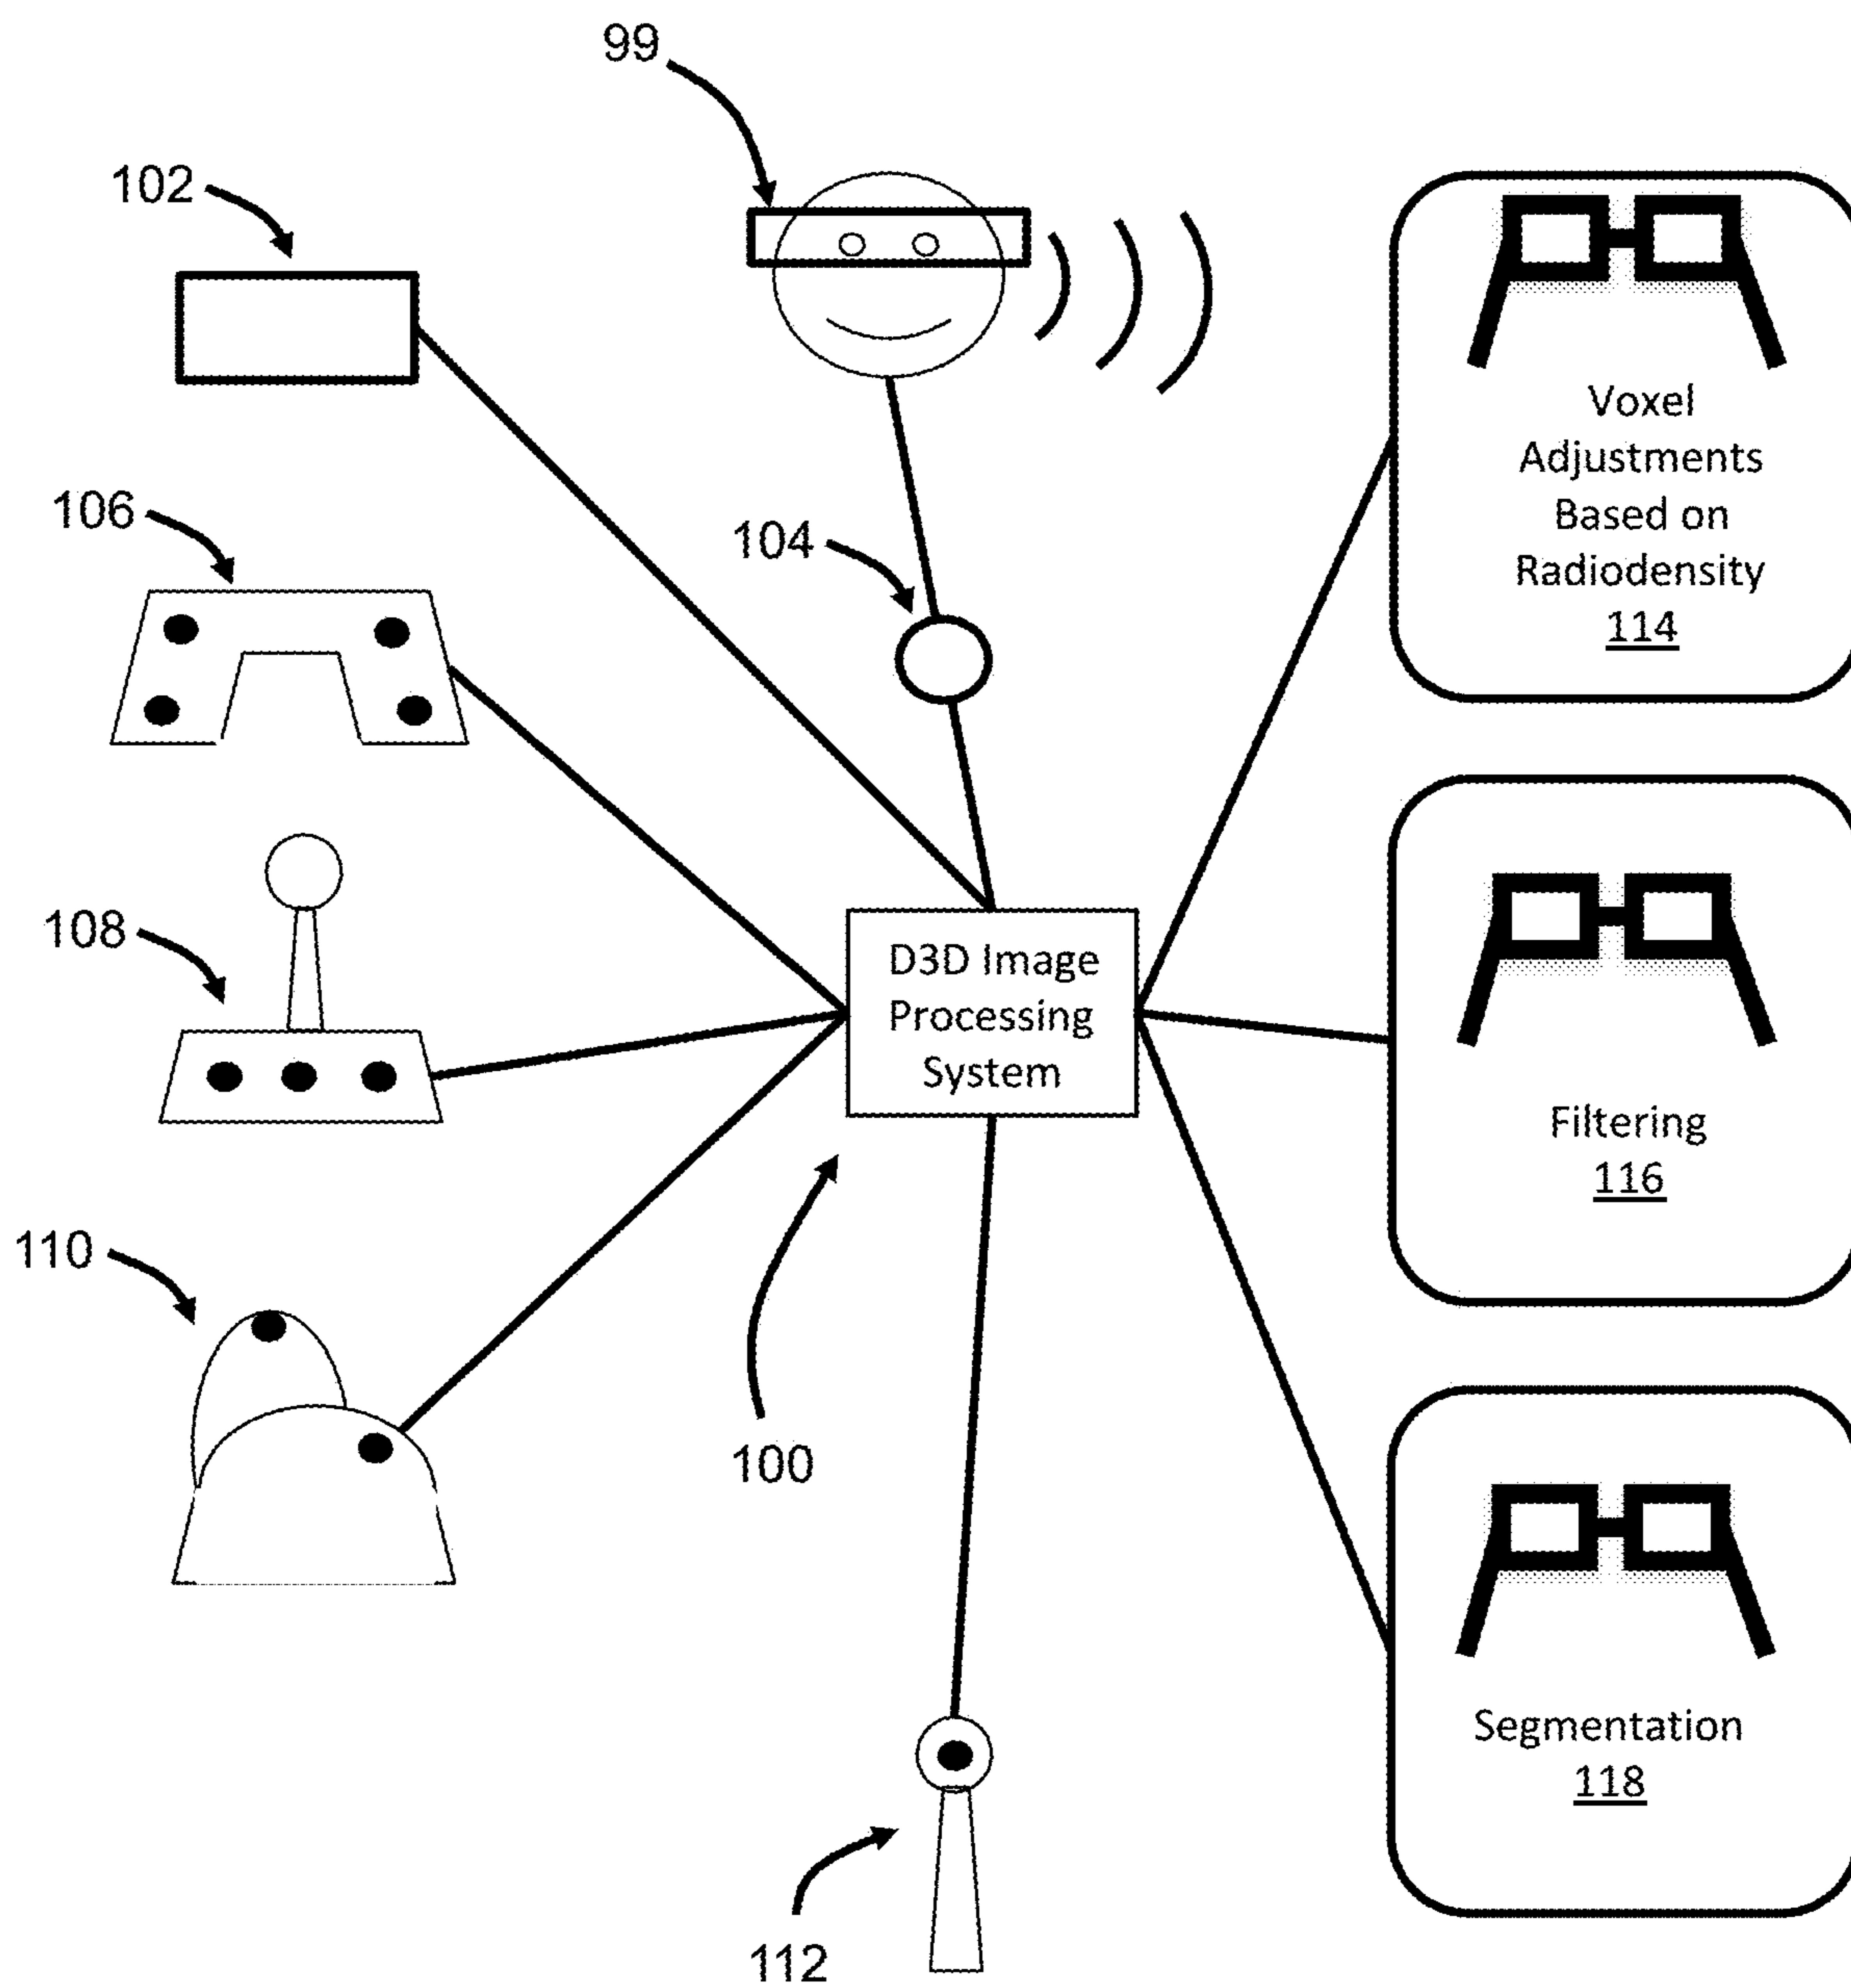 99
102
106
104
108
110
100
112
D3D Image
Processing
System
Voxel
Adjustments
Based on
Radiodensity
114
Filtering
116
Segmentation
118